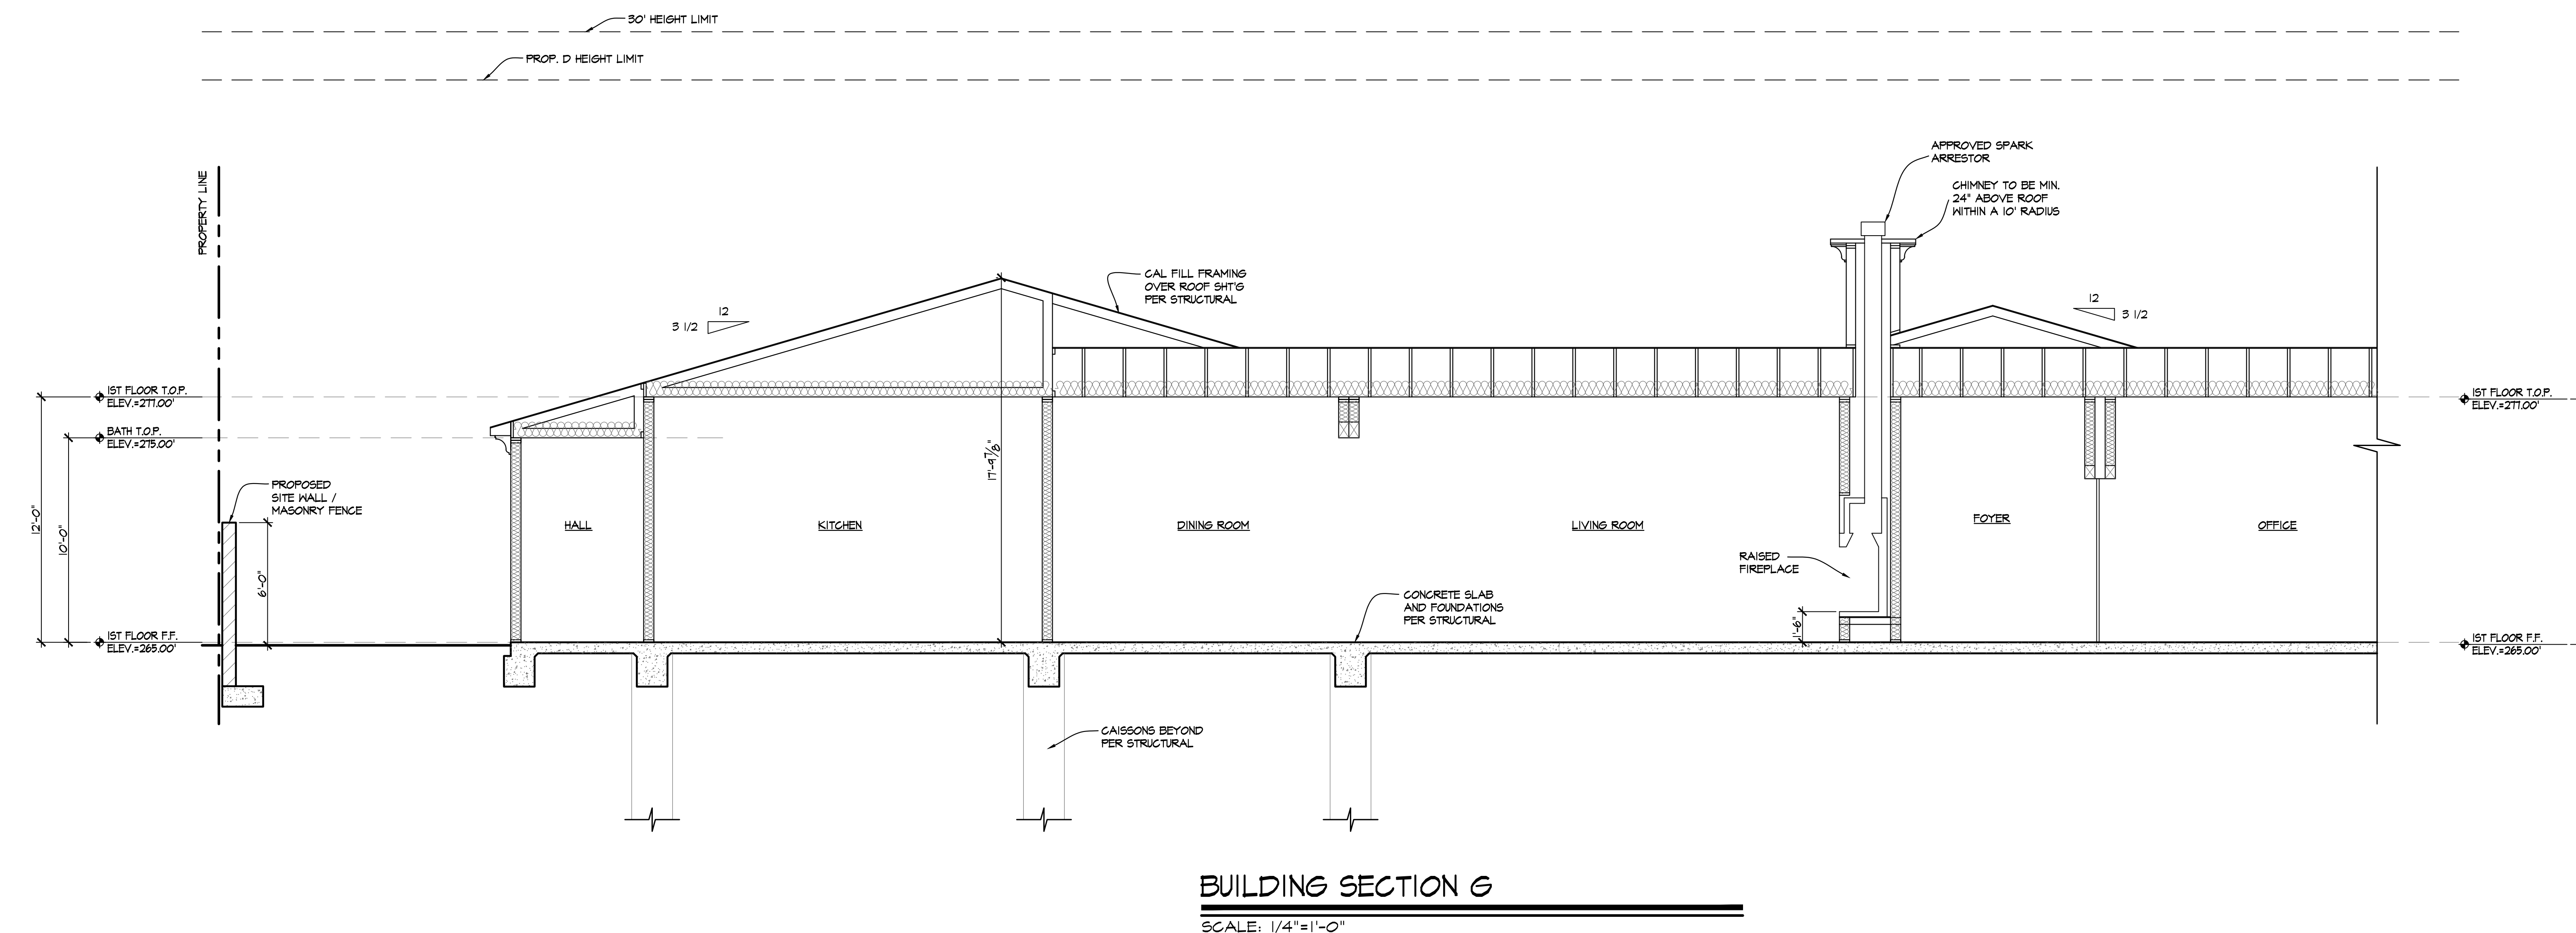 30' HEIGHT LIMIT
PROP. D HEIGHT LIMIT
PROPERTY LINE
APPROVED SPARK
ARRESTOR
CHIMNEY TO BE MIN.
24" ABOVE ROOF
WITHIN A 10' RADIUS
CAL FILL FRAMING
OVER ROOF SHT'G
PER STRUCTURAL
12
3 1/2
12
3 1/2
1ST FLOOR T.O.P.
ELEV.=277.00'
BATH T.O.P.
ELEV.=275.00'
1ST FLOOR T.O.P.
ELEV.=277.00'
17'-9 7/8"
PROPOSED
SITE WALL /
MASONRY FENCE
12'-0"
10'-0"
6'-0"
HALL
KITCHEN
DINING ROOM
LIVING ROOM
FOYER
OFFICE
RAISED
FIREPLACE
CONCRETE SLAB
AND FOUNDATIONS
PER STRUCTURAL
1'-6"
1ST FLOOR F.F.
ELEV.=265.00'
1ST FLOOR F.F.
ELEV.=265.00'
CAISSONS BEYOND
PER STRUCTURAL
BUILDING SECTION G
SCALE: 1/4"=1'-0"